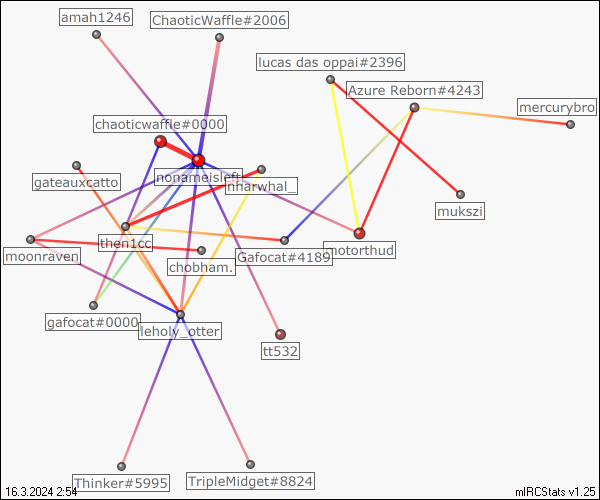 amah1246
ChaoticWaffle#2006
lucas das oppai#2396
Azure Reborn#4243
mercurybro
chaoticwaffle#0000
nonameisleft
gateauxcatto
nharwhal_
mukszi
then1cc
motorthud
moonraven
chobham.
Gafocat#4189
gafocat#0000
leholy_otter
tt532
Thinker#5995
TripleMidget#8824
16.3.2024 2:54
mIRCStats v1.25